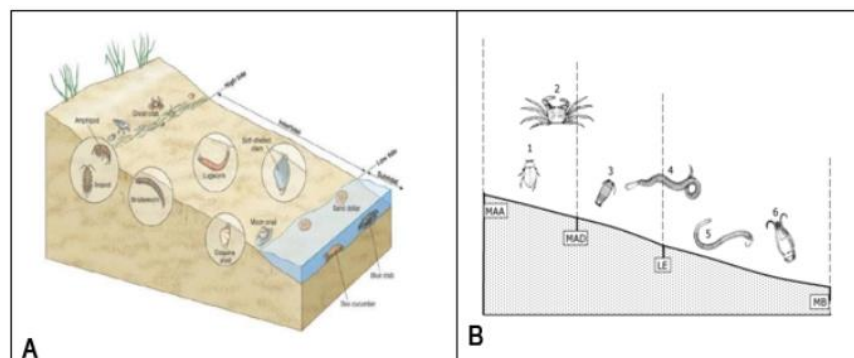 High tide
Ghost crab
Amphipod
Intertidal
Soft-shelled
clam
Isopod
Lugworm
Low tide
Subtidal
Bristleworm
Sand dollar
Moon snail
Coquina
clam
Blue crab
Sea cucumber
A
1
2
3
4
5
6
MAA
MAD
LE
MB
B